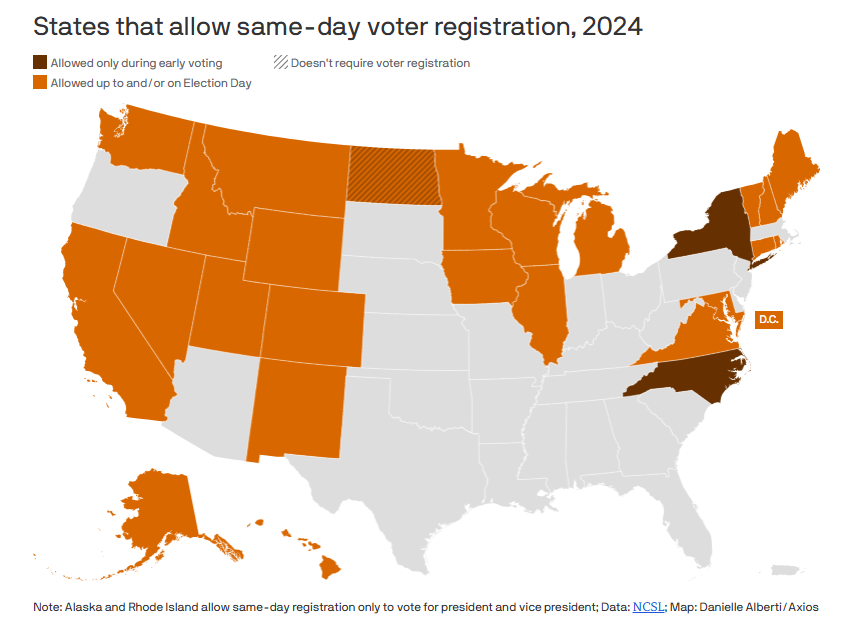 States that allow same-day voter registration, 2024
Allowed only during early voting
Doesn't require voter registration
Allowed up to and/or on Election Day
D.C.
Note: Alaska and Rhode Island allow same-day registration only to vote for president and vice president; Data: NCSL; Map: Danielle Alberti/Axios